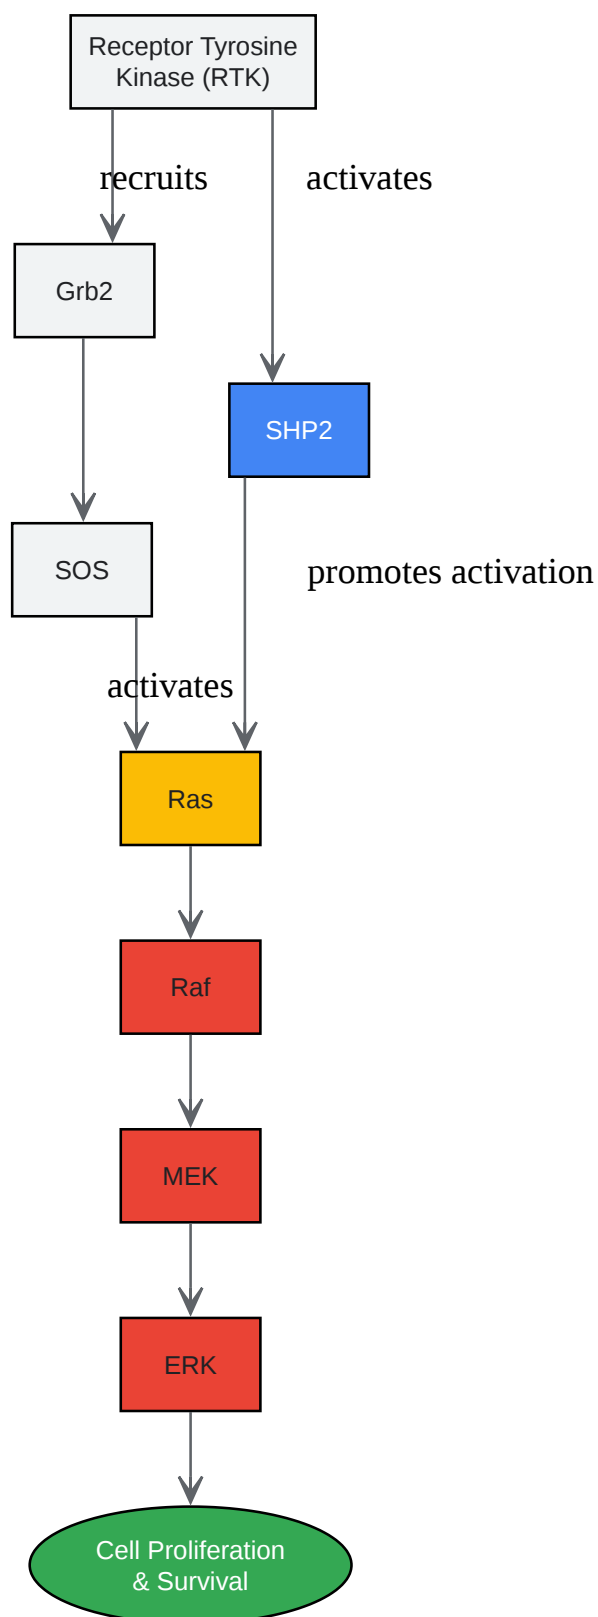 Receptor Tyrosine
Kinase (RTK)
recruits
activates
Grb2
SHP2
SOS
promotes activation
activates
Ras
Raf
MEK
ERK
Cell Proliferation
& Survival